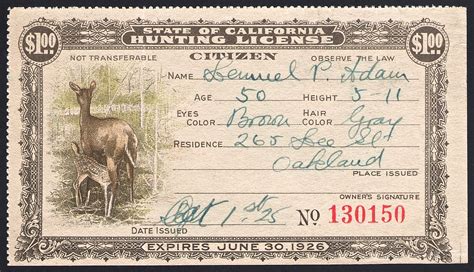 $1.00 STATE OF CALIFORNIA $1.00
HUNTING LICENSE
NOT TRANSFERABLE CITIZEN OBSERVE THE LAW
NAME Lemuel P. Adam
AGE 50 HEIGHT 5-11
EYES COLOR Brown HAIR COLOR Gray
RESIDENCE 265 Lee St
Oakland
PLACE ISSUED
OWNER'S SIGNATURE
Oct 1st. 25 No 130150
DATE ISSUED
EXPIRES JUNE 30, 1926